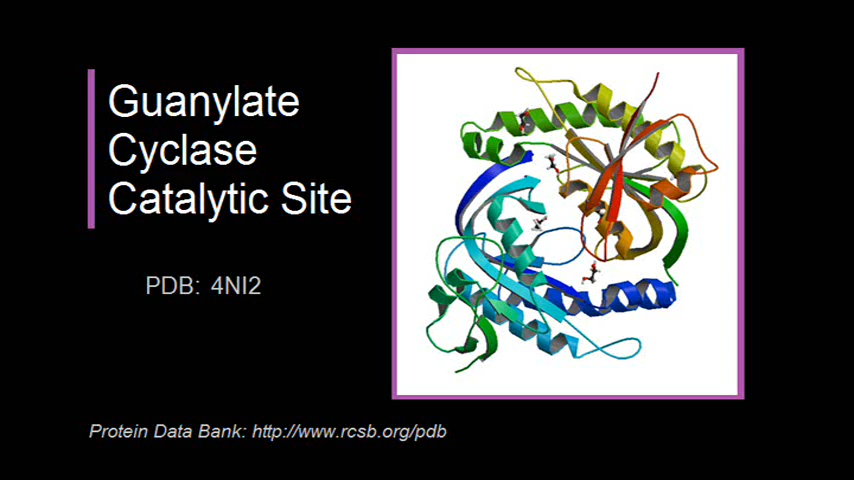 Guanylate
Cyclase
Catalytic Site
PDB: 4NI2
Protein Data Bank: http://www.rcsb.org/pdb